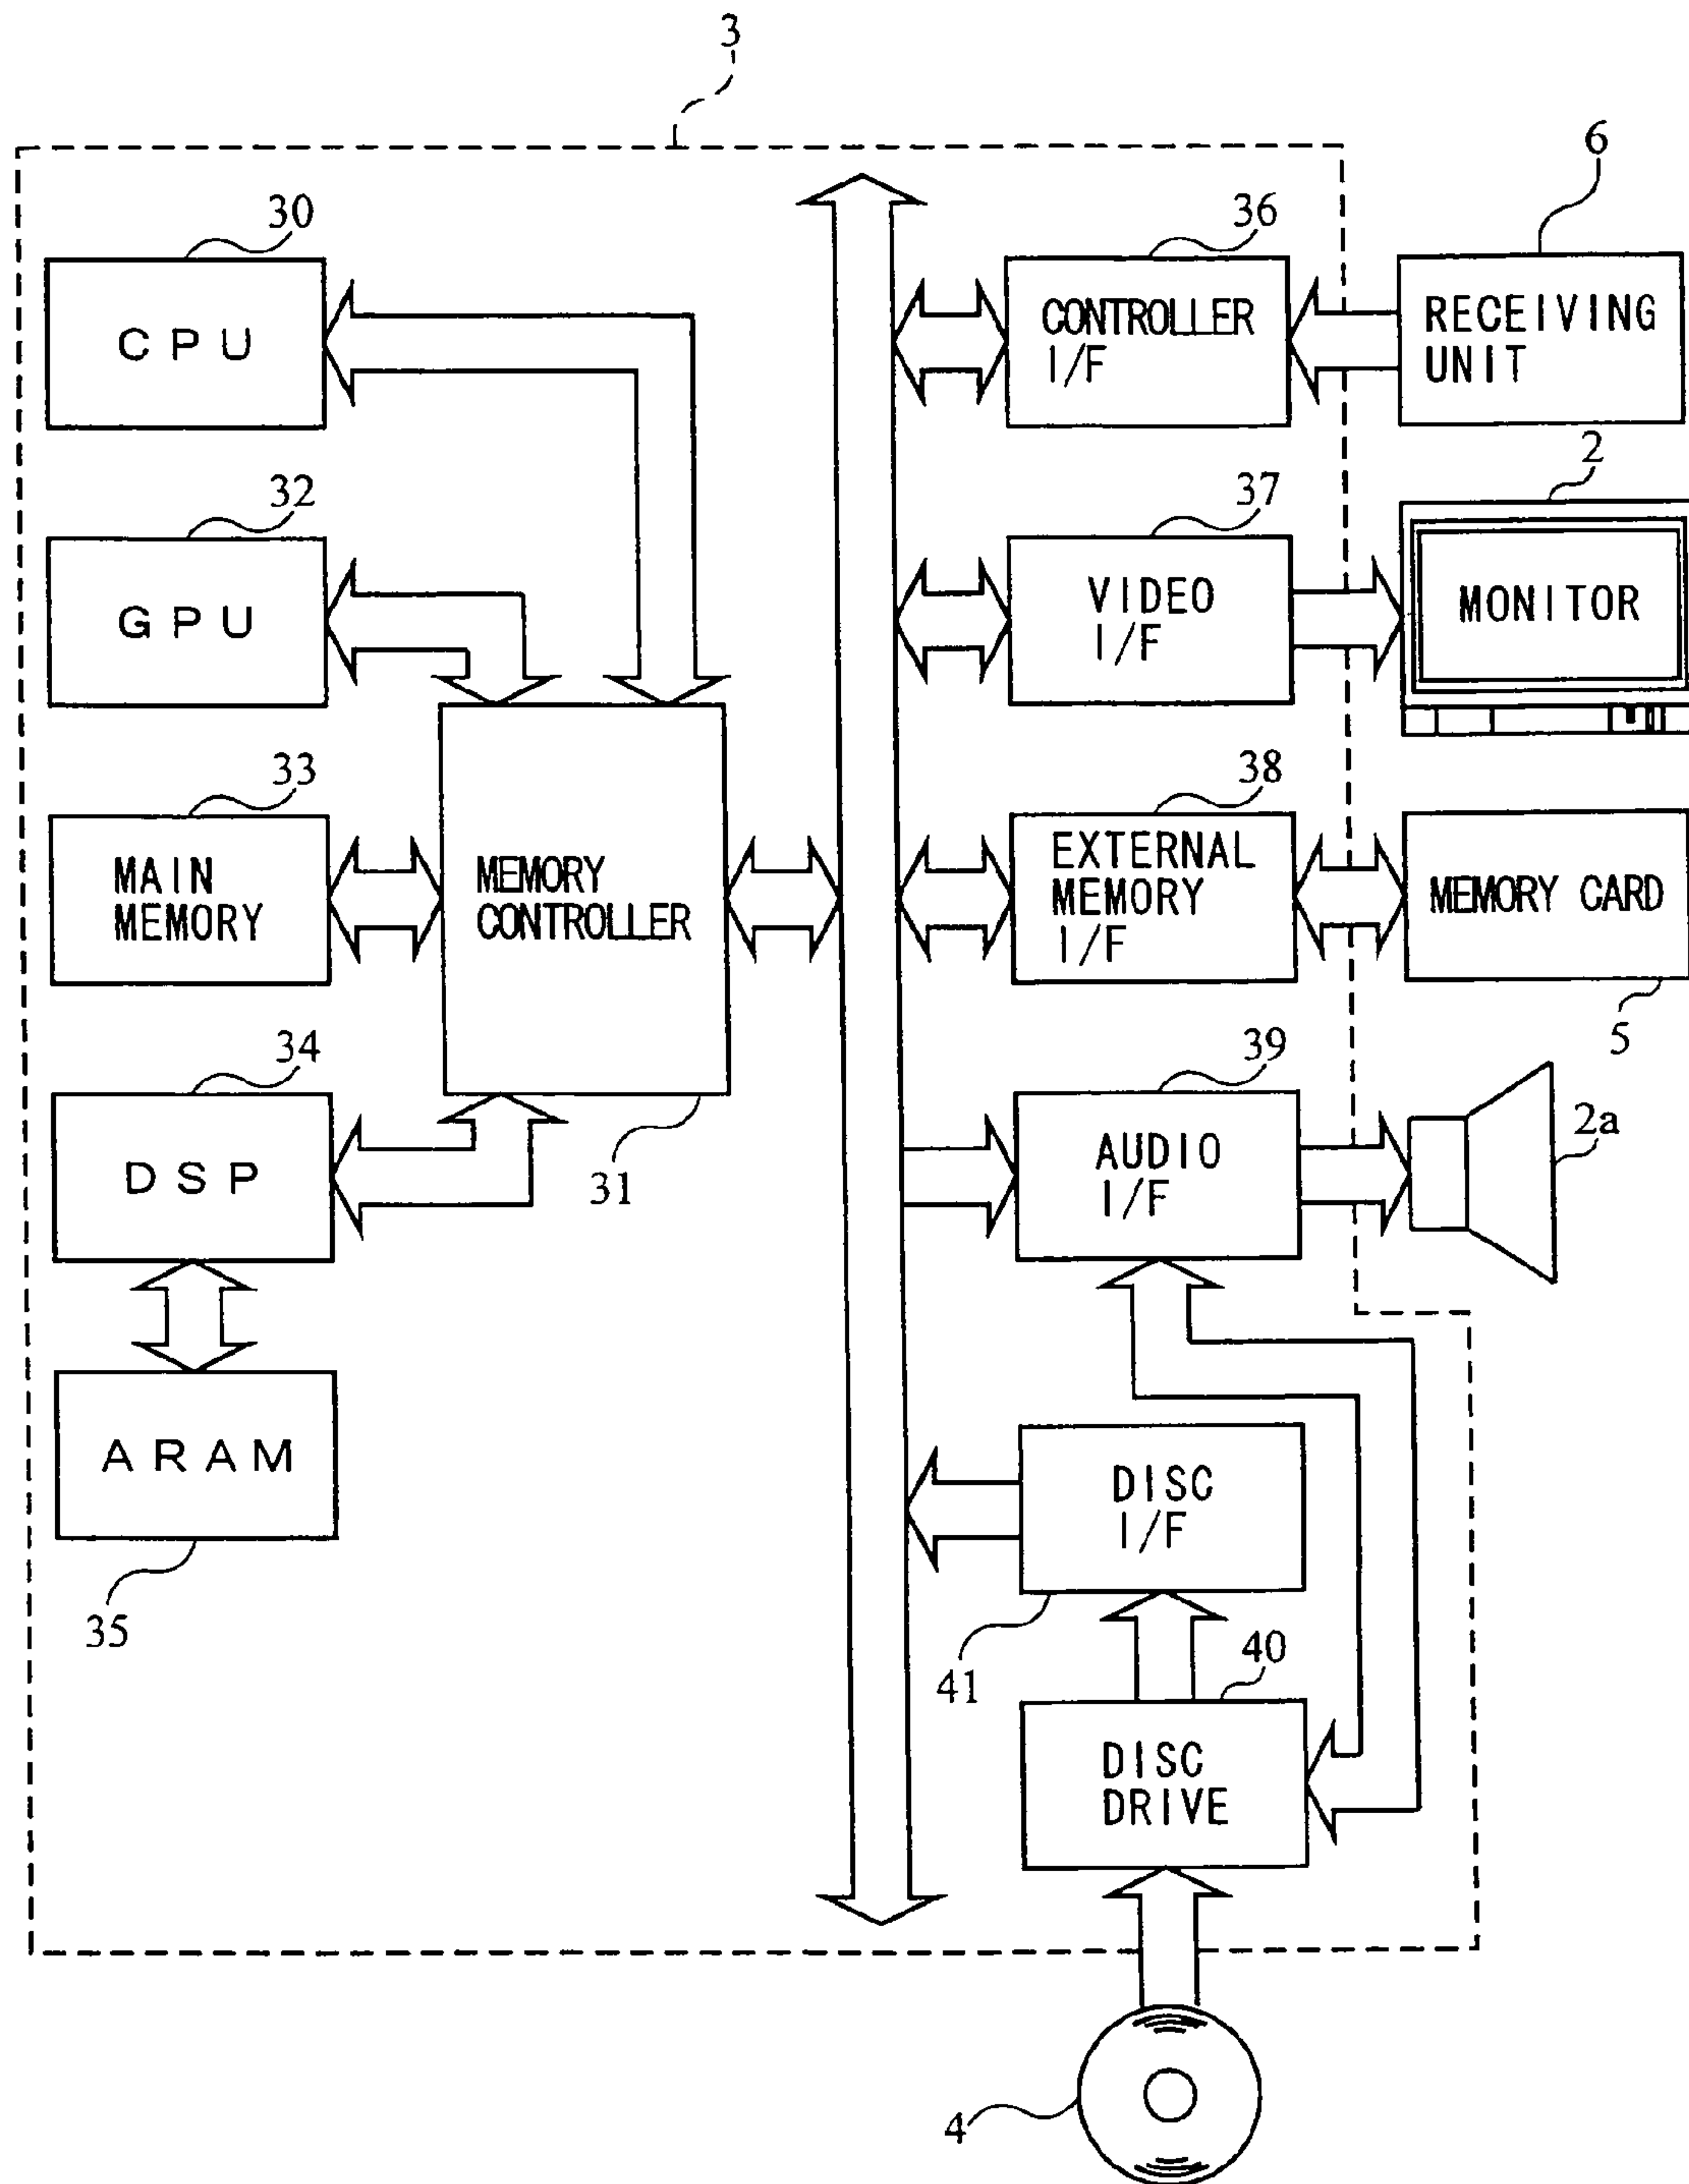 3
30
CPU
32
GPU
33
MAIN
MEMORY
34
DSP
ARAM
35
MEMORY
CONTROLLER
31
36
CONTROLLER
I/F
6
RECEIVING
UNIT
37
VIDEO
I/F
2
MONITOR
38
EXTERNAL
MEMORY
I/F
MEMORY CARD
5
39
AUDIO
I/F
2a
DISC
I/F
41
40
DISC
DRIVE
4